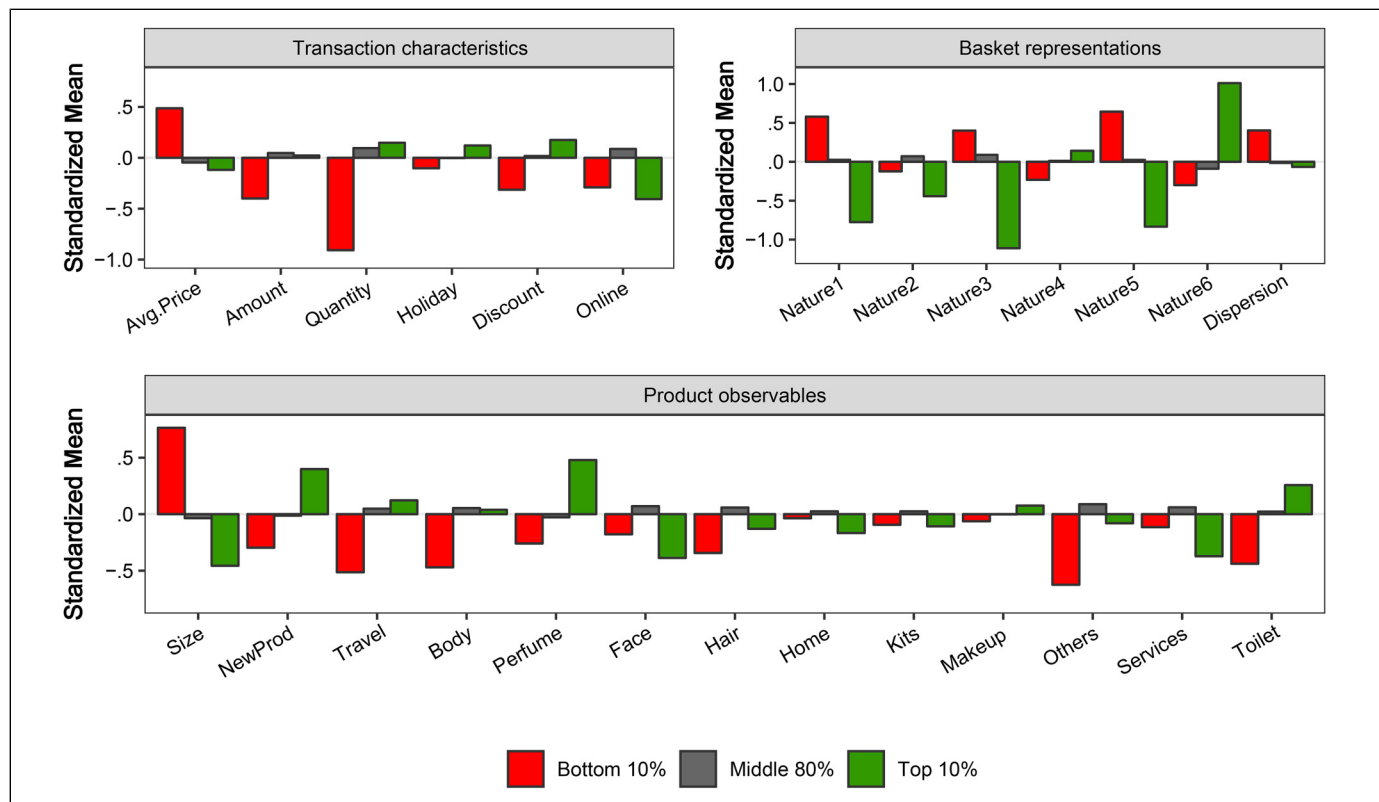 Transaction characteristics
Standardized Mean
.5
.0
−.5
−1.0
Avg.Price
Amount
Quantity
Holiday
Discount
Online
Basket representations
Standardized Mean
1.0
.5
.0
−.5
−1.0
Nature1
Nature2
Nature3
Nature4
Nature5
Nature6
Dispersion
Product observables
Standardized Mean
.5
.0
−.5
Size
NewProd
Travel
Body
Perfume
Face
Hair
Home
Kits
Makeup
Others
Services
Toilet
Bottom 10% Middle 80% Top 10%